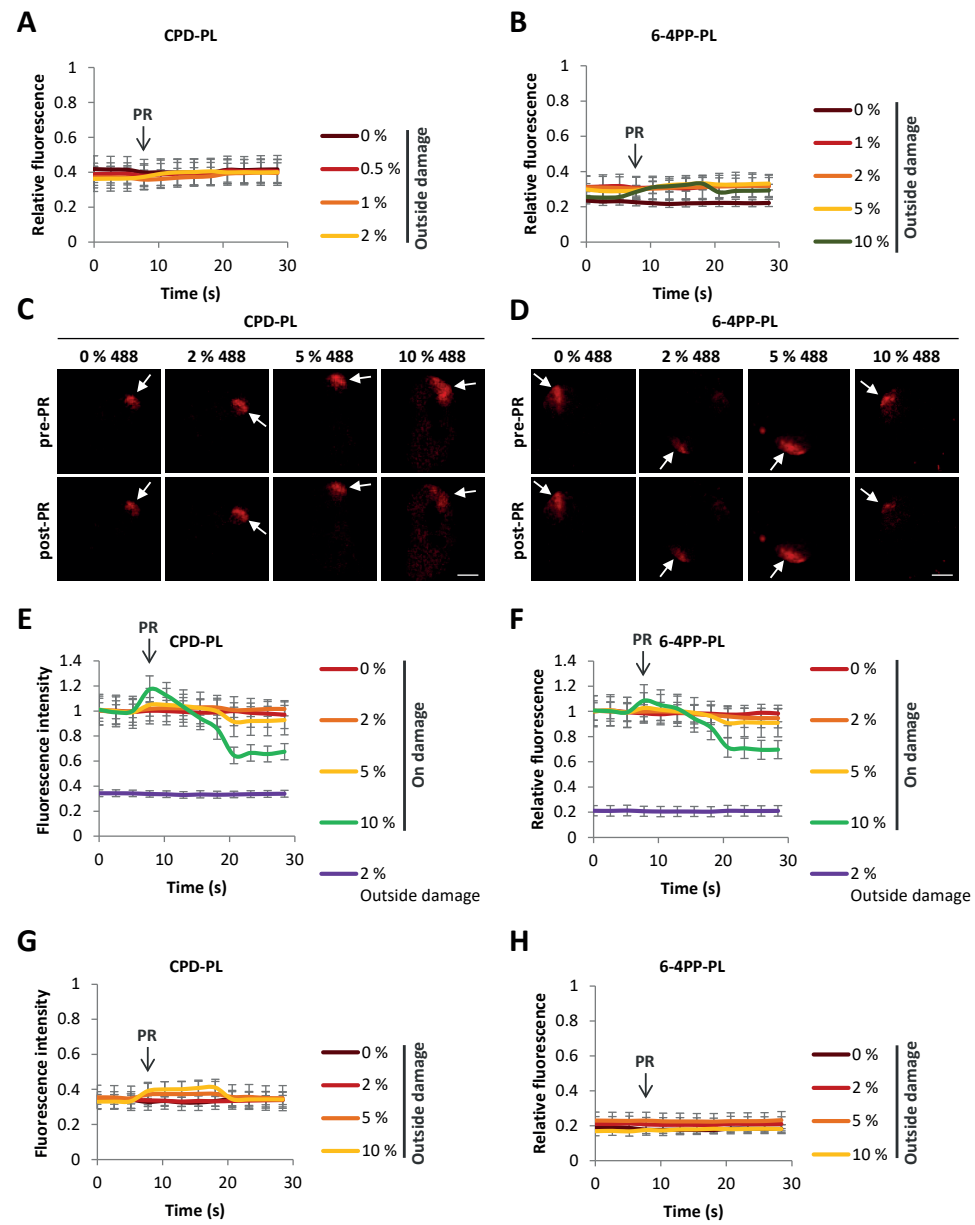 A
CPD-PL
Relative fluorescence
1
0.8
0.6
0.4
0.2
0
0 10 20 30
Time (s)
PR
0 %
0.5 %
1 %
2 %
Outside damage
B
6-4PP-PL
Relative fluorescence
1
0.8
0.6
0.4
0.2
0
0 10 20 30
Time (s)
PR
0 %
1 %
2 %
5 %
10 %
Outside damage
C
CPD-PL
0 % 488 2 % 488 5 % 488 10 % 488
pre-PR
post-PR
D
6-4PP-PL
0 % 488 2 % 488 5 % 488 10 % 488
pre-PR
post-PR
E
CPD-PL
PR
Fluorescence intensity
1.4
1.2
1
0.8
0.6
0.4
0.2
0
0 10 20 30
Time (s)
0 %
2 %
5 %
10 %
On damage
2 %
Outside damage
F
6-4PP-PL
PR
Relative fluorescence
1.4
1.2
1
0.8
0.6
0.4
0.2
0
0 10 20 30
Time (s)
0 %
2 %
5 %
10 %
On damage
2 %
Outside damage
G
CPD-PL
Fluorescence intensity
1
0.8
0.6
0.4
0.2
0
0 10 20 30
Time (s)
PR
0 %
2 %
5 %
10 %
Outside damage
H
6-4PP-PL
Relative fluorescence
1
0.8
0.6
0.4
0.2
0
0 10 20 30
Time (s)
PR
0 %
2 %
5 %
10 %
Outside damage